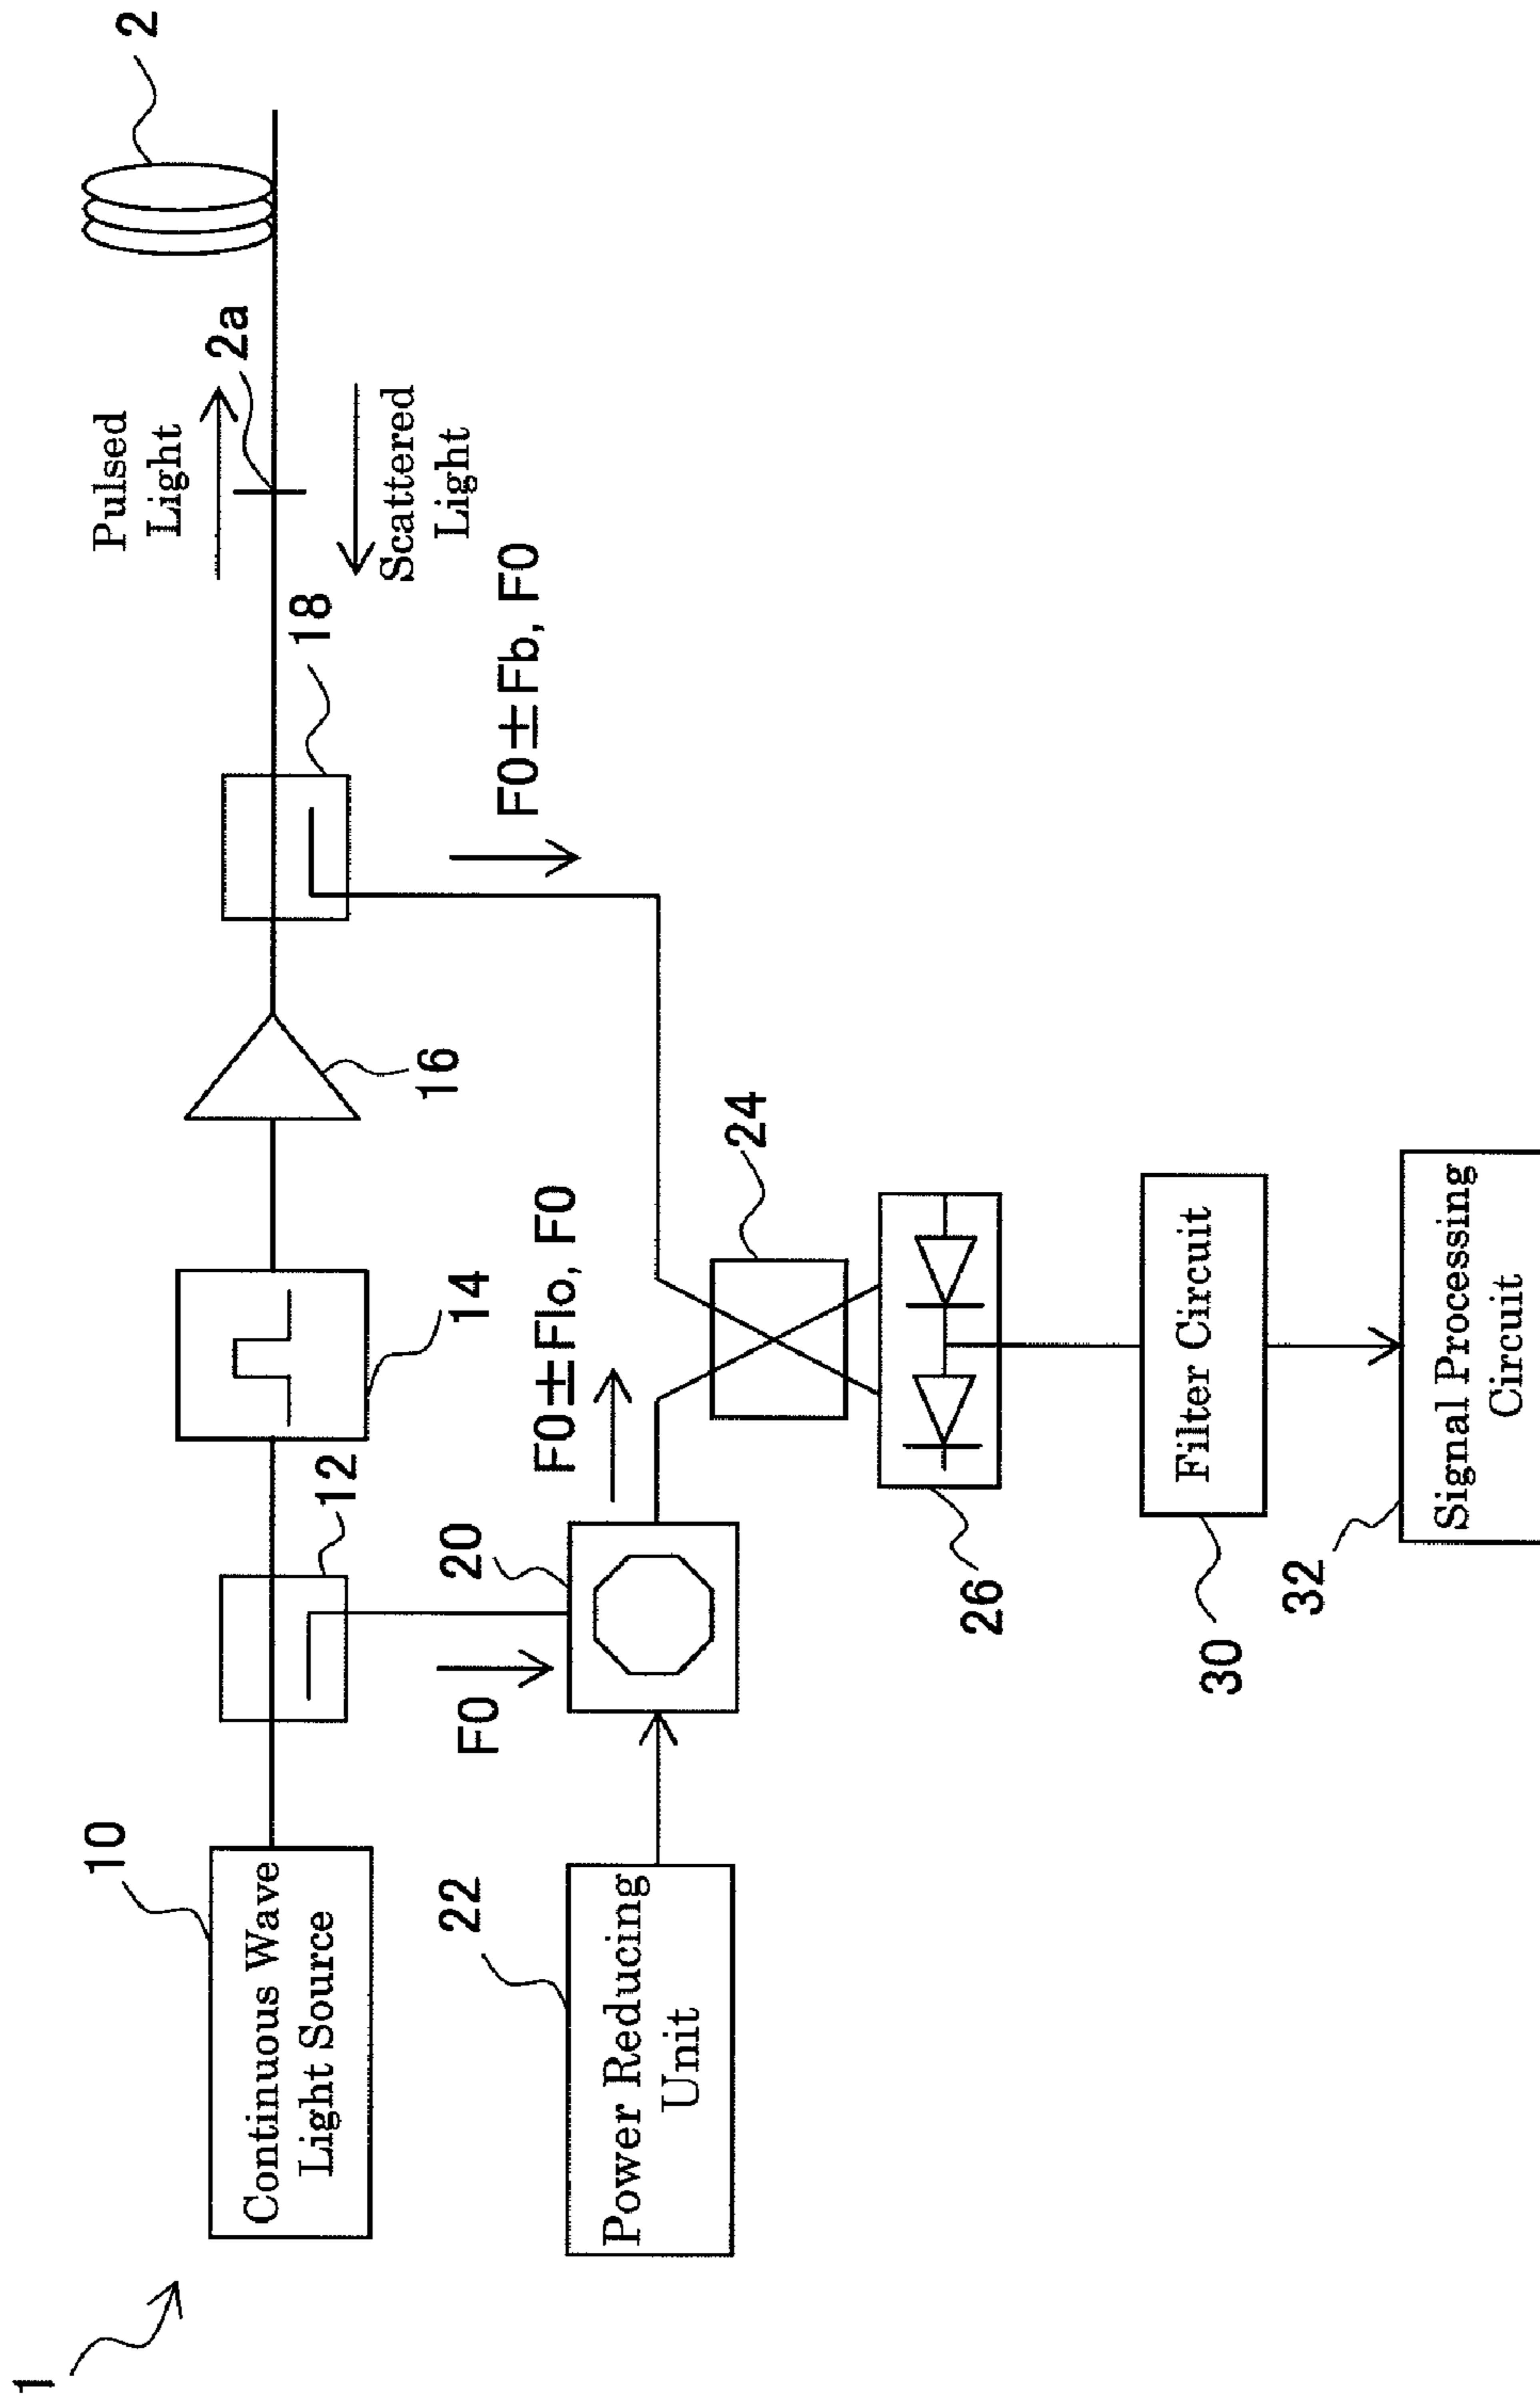 1
10
Continuous Wave
Light Source
12
14
16
18
Pulsed
Light
2a
2
Scattered
Light
F0
20
F0±Flo, F0
F0±Fb, F0
22
Power Reducing
Unit
24
26
30
Filter Circuit
32
Signal Processing
Circuit